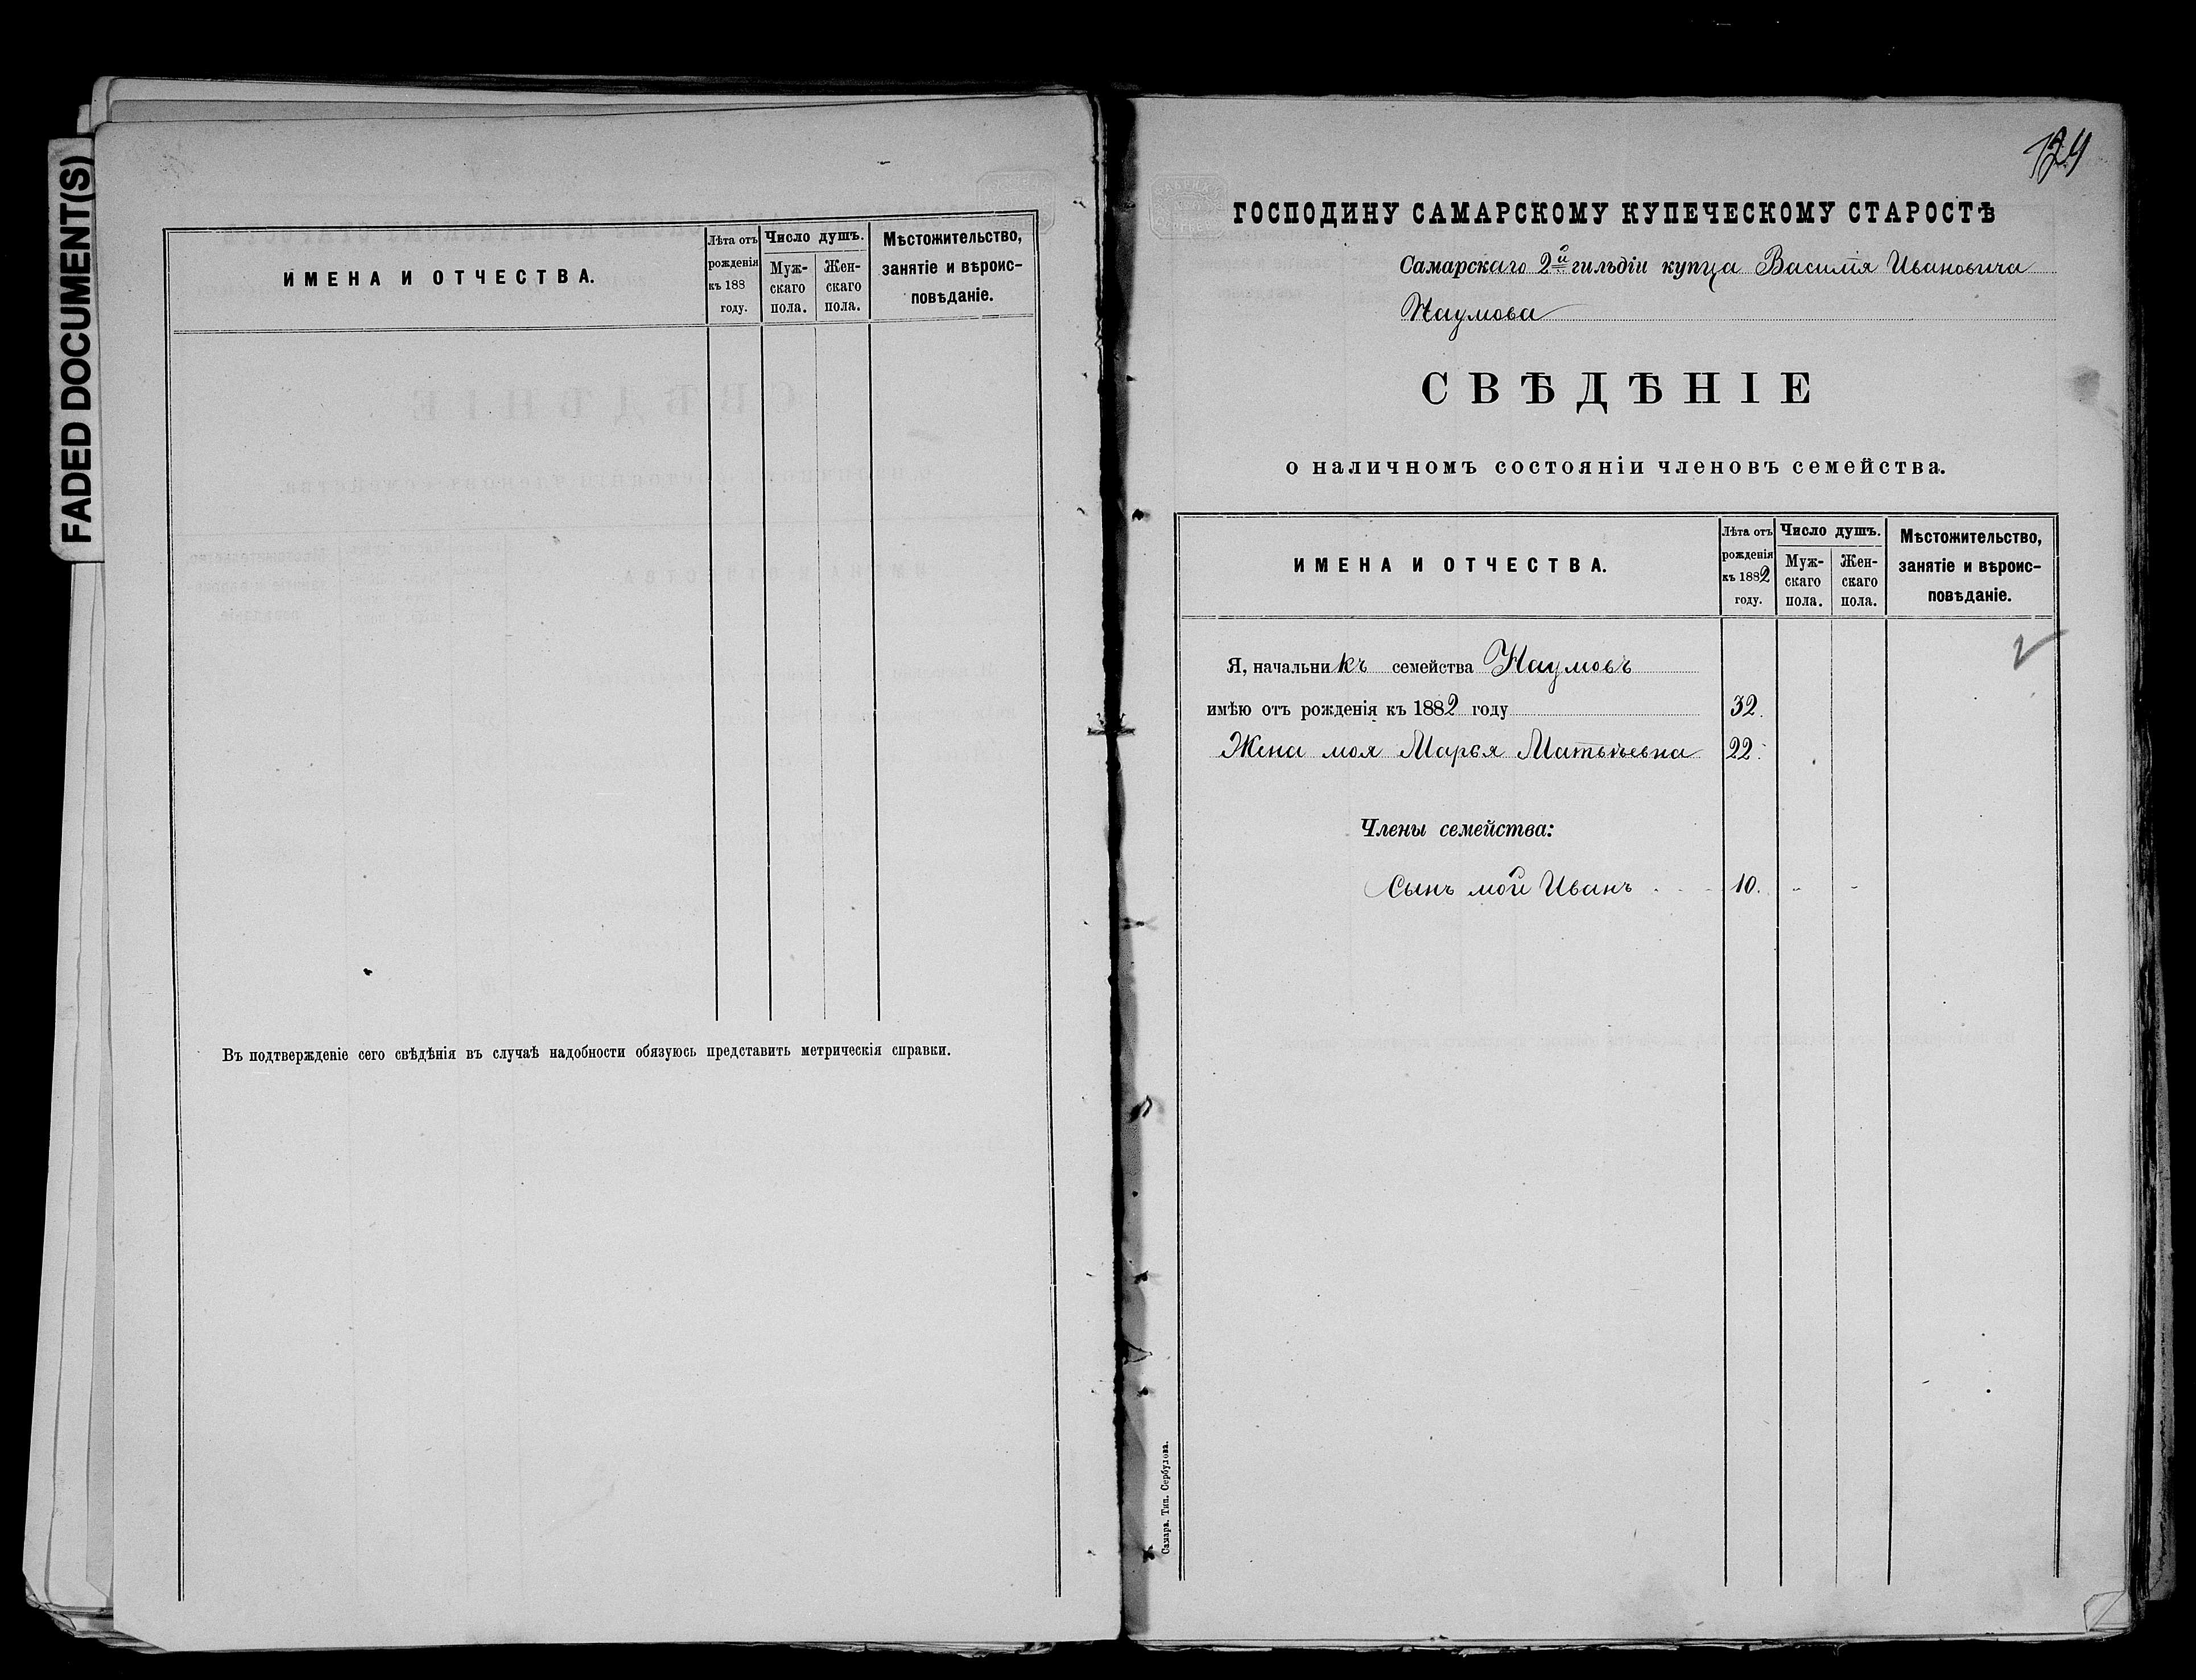 FADED DOCUMENT(S)
ИМЕНА И ОТЧЕСТВА.
Лѣта отъ
рожденія
къ 188
году.
Число душъ.
Муж-
скаго
пола.
Жен-
скаго
пола.
Мѣстожительство,
занятіе и вѣроис-
повѣданіе.
Въ подтвержденіе сего свѣдѣнія въ случаѣ надобности обязуюсь представить метрическія справки.
124
ГОСПОДИНУ САМАРСКОМУ КУПЕЧЕСКОМУ СТАРОСТѢ
Самарскаго 2й гильдіи купца Василія Ивановича
Наумова
СВѢДѢНІЕ
о наличномъ состояніи членовъ семейства.
ИМЕНА И ОТЧЕСТВА.
Лѣта отъ
рожденія
къ 1882
году.
Число душъ.
Муж-
скаго
пола.
Жен-
скаго
пола.
Мѣстожительство,
занятіе и вѣроис-
повѣданіе.
Я, начальникъ семейства Наумовъ
имѣю отъ рожденія къ 1882 году 32.
Жена моя Марья Матвѣевна 22.
Члены семейства:
Сынъ мой Иванъ 10.
Самара. Тип. Сербулова.